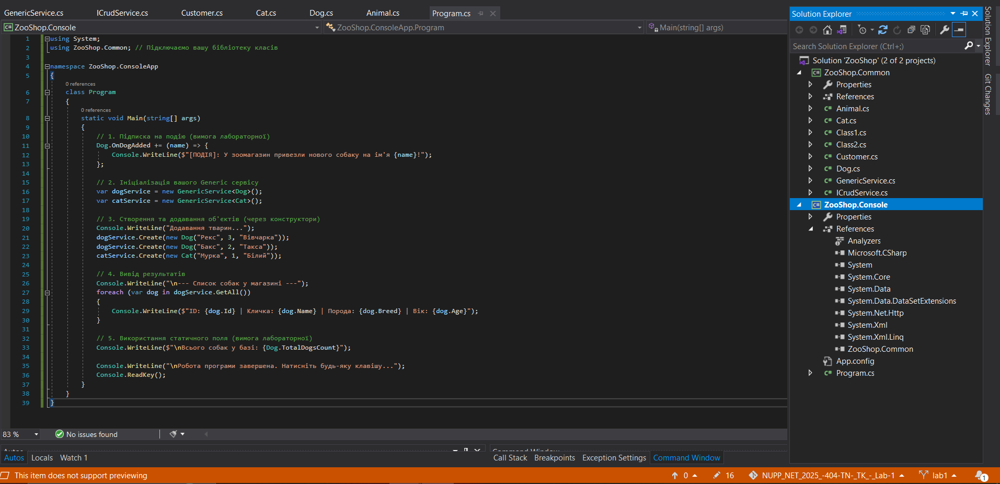 GenericService.cs ICrudService.cs Customer.cs Cat.cs Dog.cs Animal.cs Program.cs
ZooShop.Console ZooShop.ConsoleApp.Program Main(string[] args)
1 using System;
2 using ZooShop.Common; // Підключаємо вашу бібліотеку класів
3
4 namespace ZooShop.ConsoleApp
5 {
0 references
6 class Program
7 {
0 references
8 static void Main(string[] args)
9 {
10 // 1. Підписка на подію (вимога лабораторної)
11 Dog.OnDogAdded += (name) => {
12 Console.WriteLine($"[ПОДІЯ]: У зоомагазин привезли нового собаку на ім'я {name}!");
13 };
14
15 // 2. Ініціалізація вашого Generic сервісу
16 var dogService = new GenericService<Dog>();
17 var catService = new GenericService<Cat>();
18
19 // 3. Створення та додавання об'єктів (через конструктори)
20 Console.WriteLine("Додавання тварин...");
21 dogService.Create(new Dog("Рекс", 3, "Вівчарка"));
22 dogService.Create(new Dog("Бакс", 2, "Такса"));
23 catService.Create(new Cat("Мурка", 1, "Білий"));
24
25 // 4. Вивід результатів
26 Console.WriteLine("\n--- Список собак у магазині ---");
27 foreach (var dog in dogService.GetAll())
28 {
29 Console.WriteLine($"ID: {dog.Id} | Кличка: {dog.Name} | Порода: {dog.Breed} | Вік: {dog.Age}");
30 }
31
32 // 5. Використання статичного поля (вимога лабораторної)
33 Console.WriteLine($"\nВсього собак у базі: {Dog.TotalDogsCount}");
34
35 Console.WriteLine("\nРобота програми завершена. Натисніть будь-яку клавішу...");
36 Console.ReadKey();
37 }
38 }
39 }
83 % No issues found
Autos Command Window
Autos Locals Watch 1 Call Stack Breakpoints Exception Settings Command Window
This item does not support previewing 0 16 NUPP_NET_2025_-404-TN-_TK_-_Lab-1 lab1 1
Solution Explorer
Search Solution Explorer (Ctrl+;)
Solution 'ZooShop' (2 of 2 projects)
C# ZooShop.Common
Properties
References
C# Animal.cs
C# Cat.cs
C# Class1.cs
C# Class2.cs
C# Customer.cs
C# Dog.cs
C# GenericService.cs
C# ICrudService.cs
C# ZooShop.Console
Properties
References
Analyzers
Microsoft.CSharp
System
System.Core
System.Data
System.Data.DataSetExtensions
System.Net.Http
System.Xml
System.Xml.Linq
ZooShop.Common
App.config
C# Program.cs
Solution Explorer
Git Changes